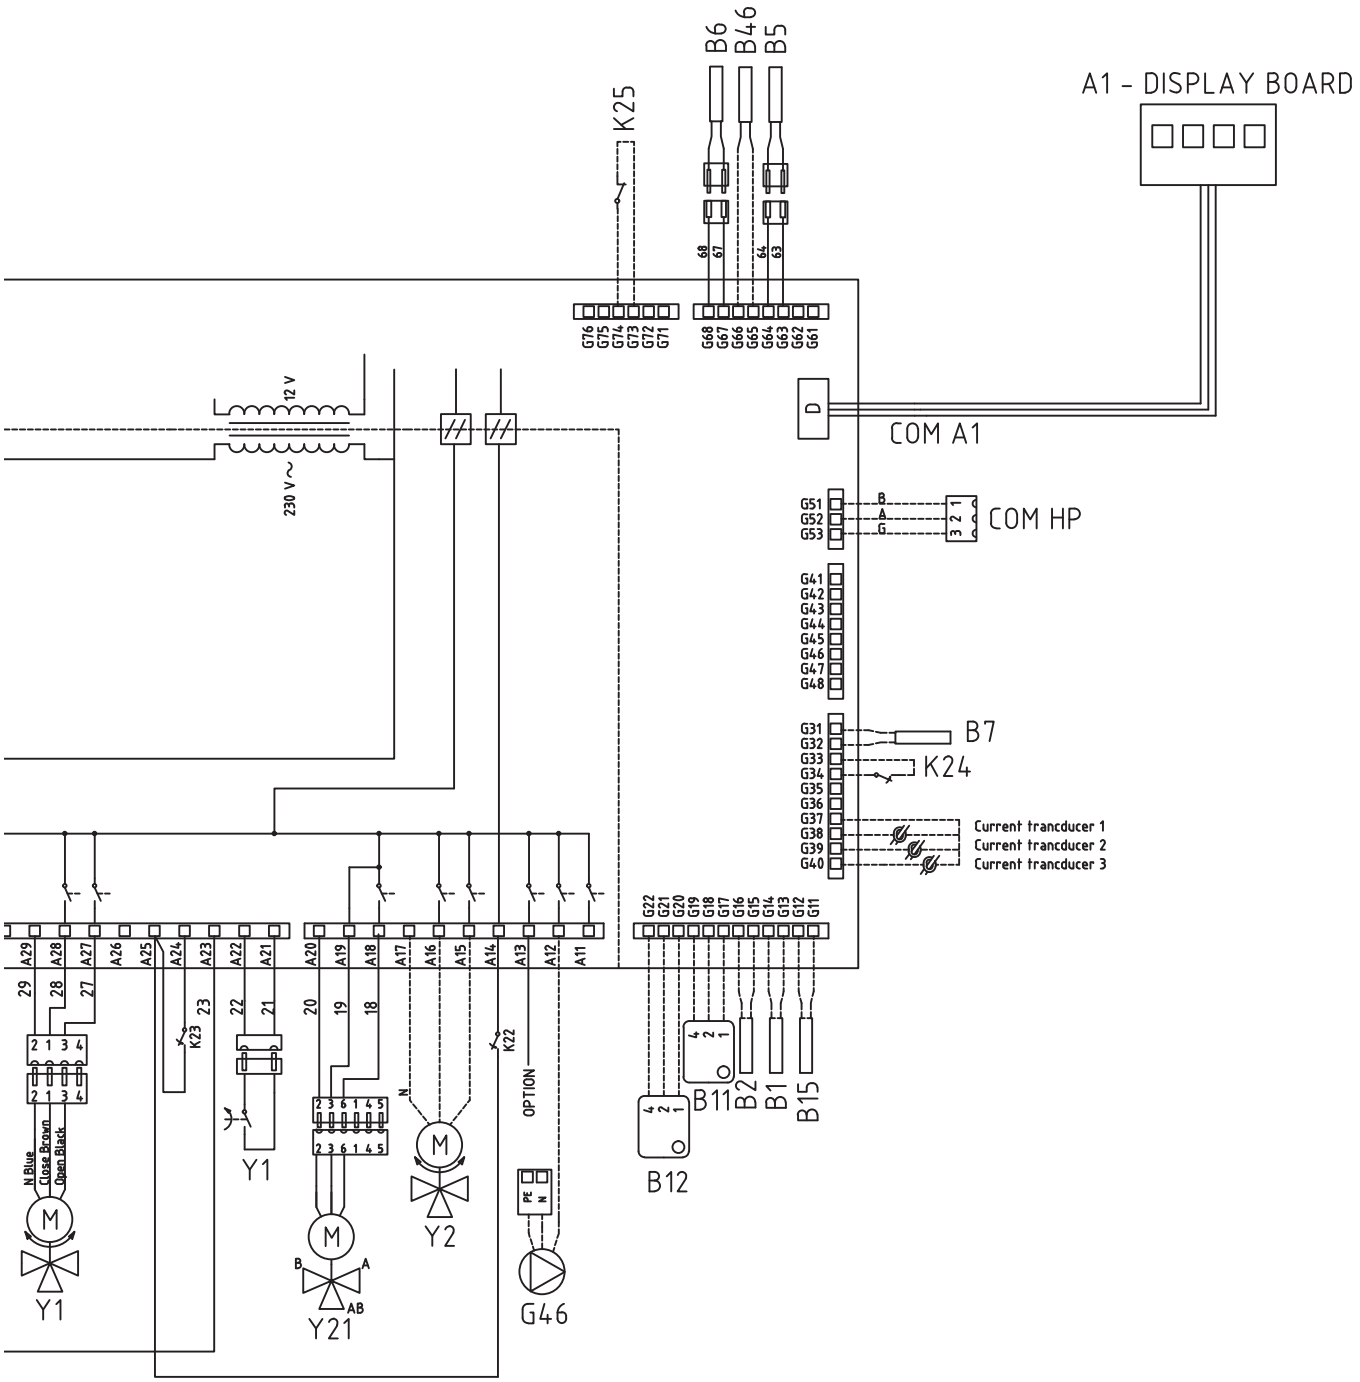 B6
B46
B5
K25
A1 - DISPLAY BOARD
68
67
64
63
G76
G75
G74
G73
G72
G71
G68
G67
G66
G65
G64
G63
G62
G61
12 V
230 V ~
D
COM A1
G51
G52
G53
B
A
G
1
2
3
COM HP
G41
G42
G43
G44
G45
G46
G47
G48
G31
G32
G33
G34
G35
G36
G37
G38
G39
G40
B7
K24
Current trancducer 1
Current trancducer 2
Current trancducer 3
G22
G21
G20
G19
G18
G17
G16
G15
G14
G13
G12
G11
A29
A28
A27
A26
A25
A24
A23
A22
A21
A20
A19
A18
A17
A16
A15
A14
A13
A12
A11
29
28
27
23
22
21
20
19
18
K23
K22
2 1 3 4
2 1 3 4
N Blue
Close Brown
Open Black
M
Y1
Y1
2 3 6 1 4 5
2 3 6 1 4 5
M
B
A
AB
Y21
N
M
Y2
OPTION
PE
N
G46
4 2 1
B11
4 2 1
B12
B2
B1
B15